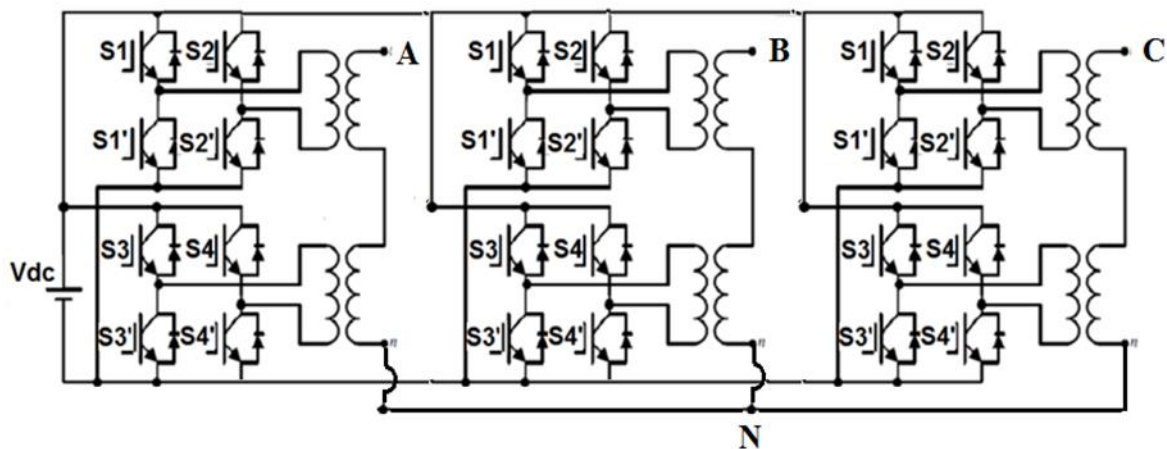 S1 S2 A S1 S2 B S1 S2 C
S1' S2' S1' S2' S1' S2'
S3 S4 S3 S4 S3 S4
Vdc
S3' S4' n S3' S4' n S3' S4' n
N